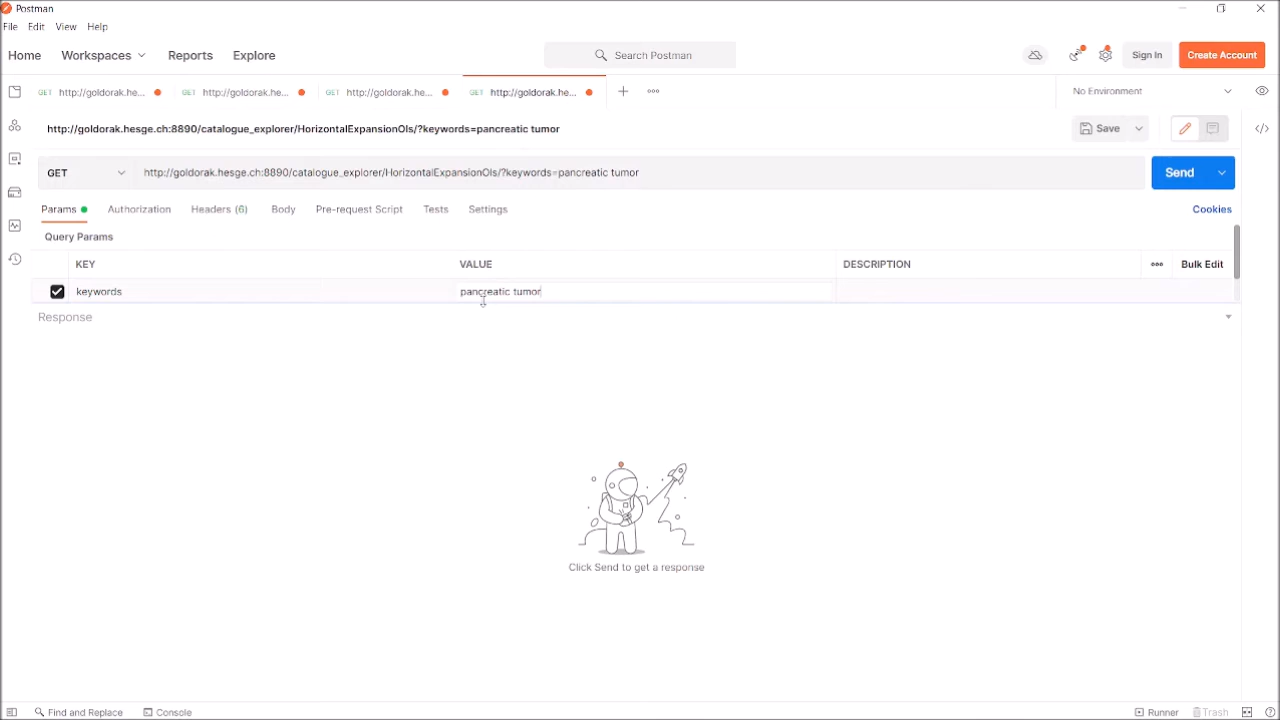 Postman
File Edit View Help
Home Workspaces Reports Explore Search Postman Sign In Create Account
GET http://goldorak.hes... GET http://goldorak.hes... GET http://goldorak.hes... GET http://goldorak.he... No Environment
http://goldorak.hesge.ch:8890/catalogue_explorer/HorizontalExpansionOls/?keywords=pancreatic tumor Save
GET http://goldorak.hesge.ch:8890/catalogue_explorer/HorizontalExpansionOls/?keywords=pancreatic tumor Send
Params Authorization Headers (6) Body Pre-request Script Tests Settings Cookies
Query Params
KEY VALUE DESCRIPTION Bulk Edit
keywords pancreatic tumor
Response
Click Send to get a response
Find and Replace Console Runner Trash